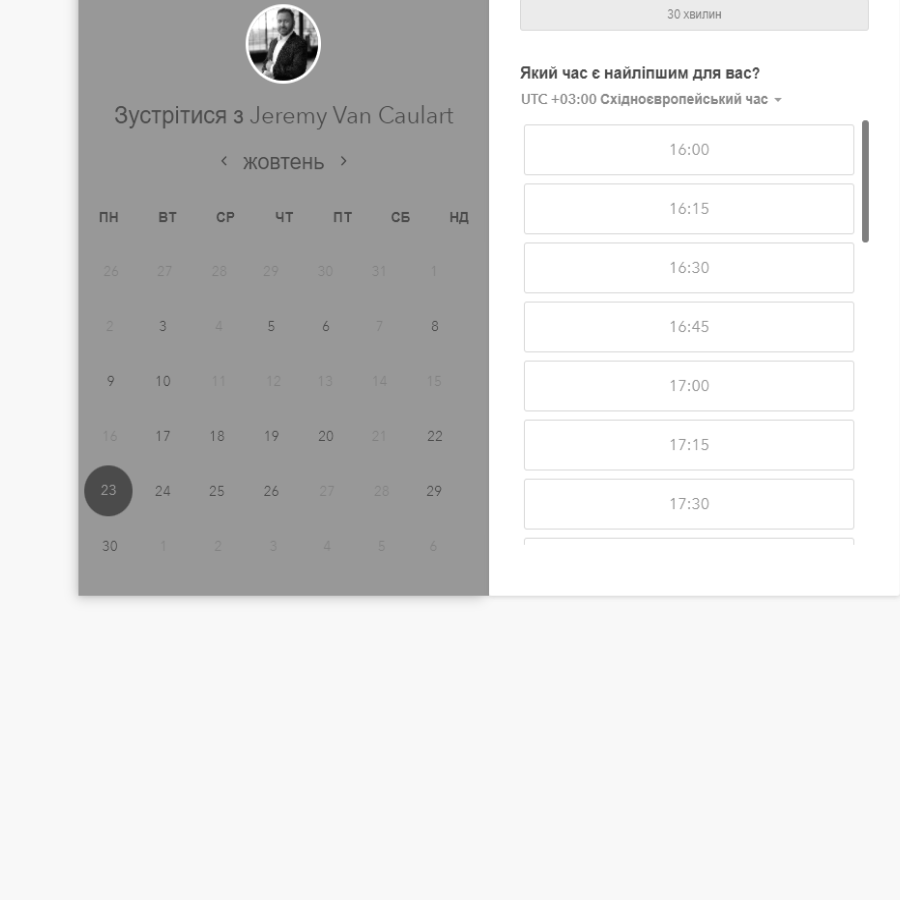 Зустрітися з Jeremy Van Caulart
‹ жовтень ›
ПН ВТ СР ЧТ ПТ СБ НД
26 27 28 29 30 31 1
2 3 4 5 6 7 8
9 10 11 12 13 14 15
16 17 18 19 20 21 22
23 24 25 26 27 28 29
30 1 2 3 4 5 6
30 хвилин
Який час є найліпшим для вас?
UTC +03:00 Східноєвропейський час
16:00
16:15
16:30
16:45
17:00
17:15
17:30